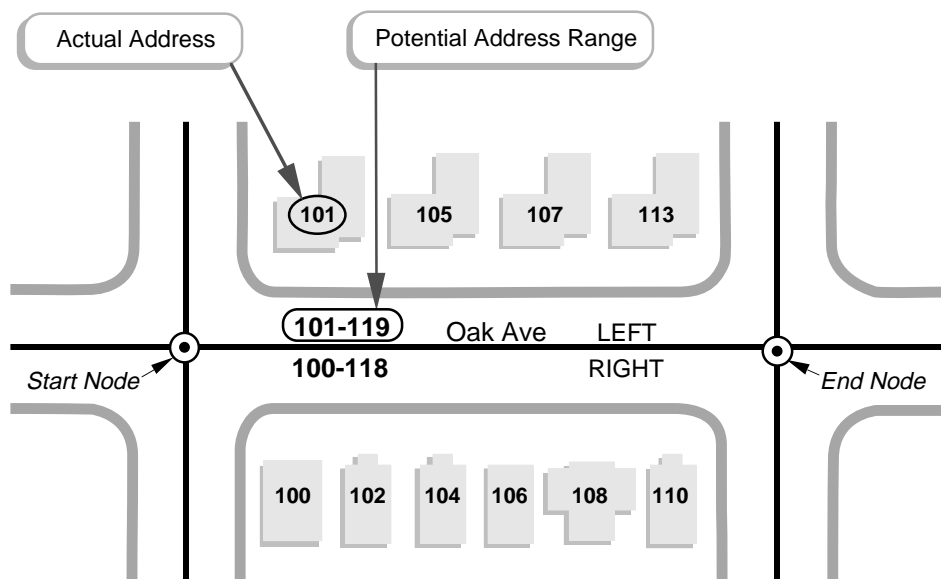 Actual Address
Potential Address Range
101
105
107
113
101-119
Oak Ave
LEFT
100-118
RIGHT
Start Node
End Node
100
102
104
106
108
110